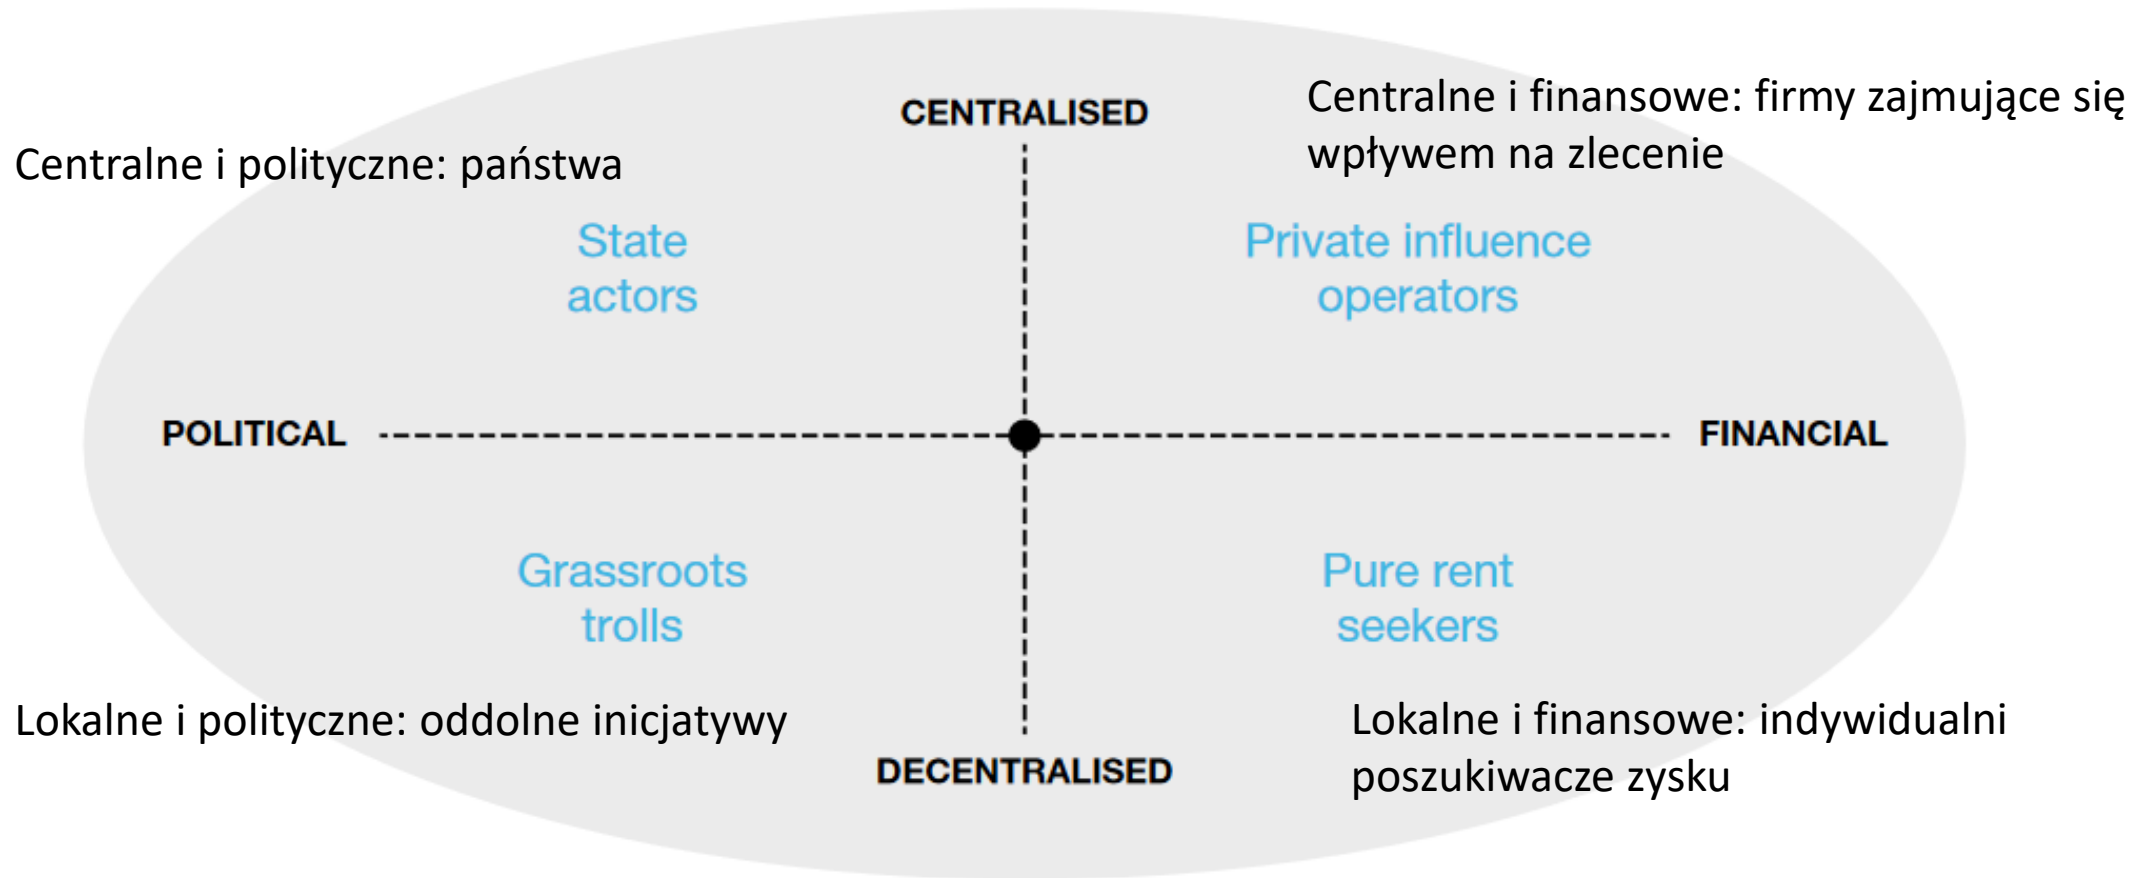 CENTRALISED
Centralne i finansowe: firmy zajmujące się
wpływem na zlecenie
Centralne i polityczne: państwa
State
actors
Private influence
operators
POLITICAL
FINANCIAL
Grassroots
trolls
Pure rent
seekers
Lokalne i polityczne: oddolne inicjatywy
Lokalne i finansowe: indywidualni
poszukiwacze zysku
DECENTRALISED